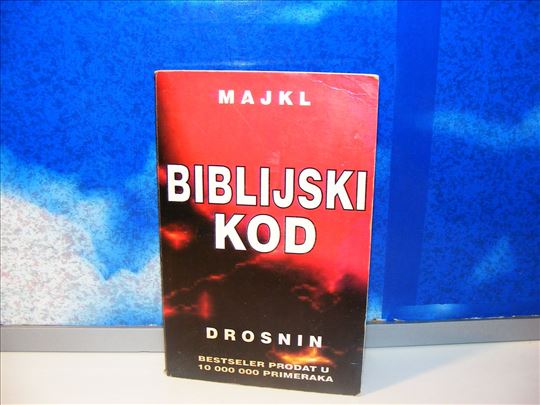 MAJKL
BIBLIJSKI
KOD
DROSNIN
BESTSELER PRODAT U
10 000 000 PRIMERAKA